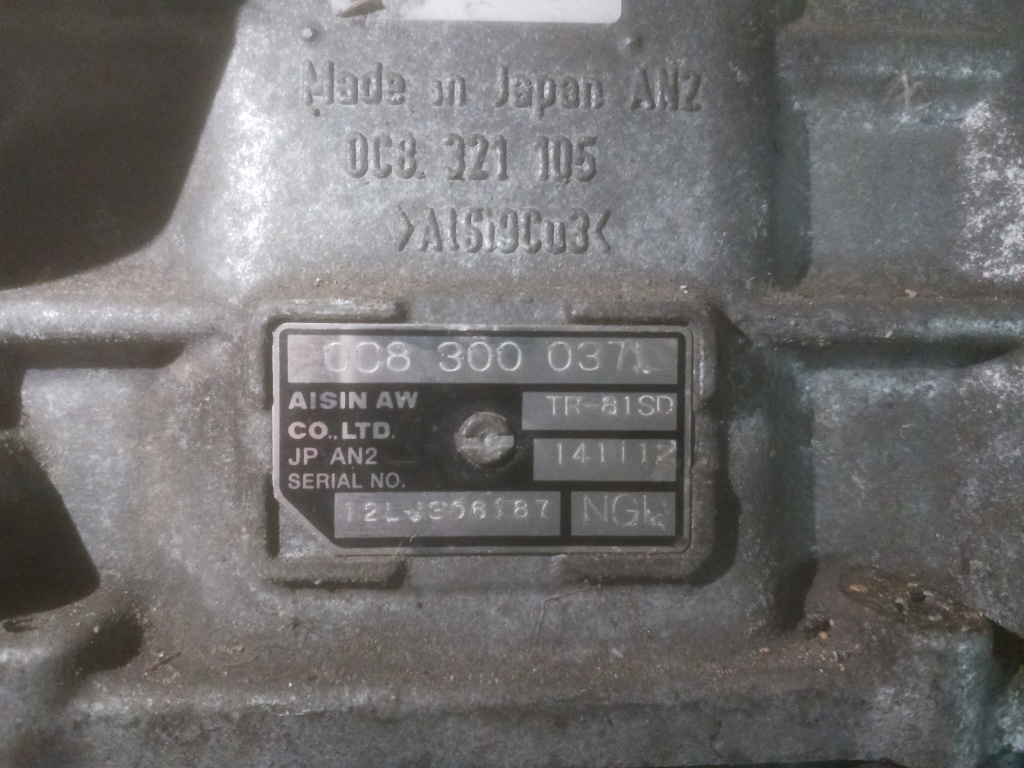 Made in Japan AN2
0C8 321 105
>AlSi9Cu3<
0C8 300 037L
AISIN AW
TR-81SD
CO.,LTD.
JP AN2
141112
SERIAL NO.